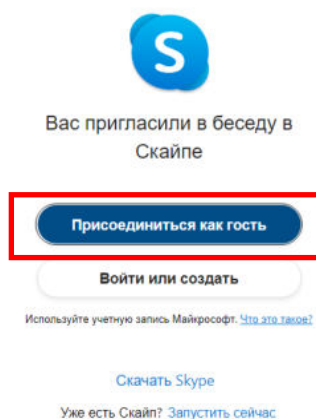 S
Вас пригласили в беседу в
Скайпе
Присоединиться как гость
Войти или создать
Используйте учетную запись Майкрософт. Что это такое?
Скачать Skype
Уже есть Скайп? Запустить сейчас